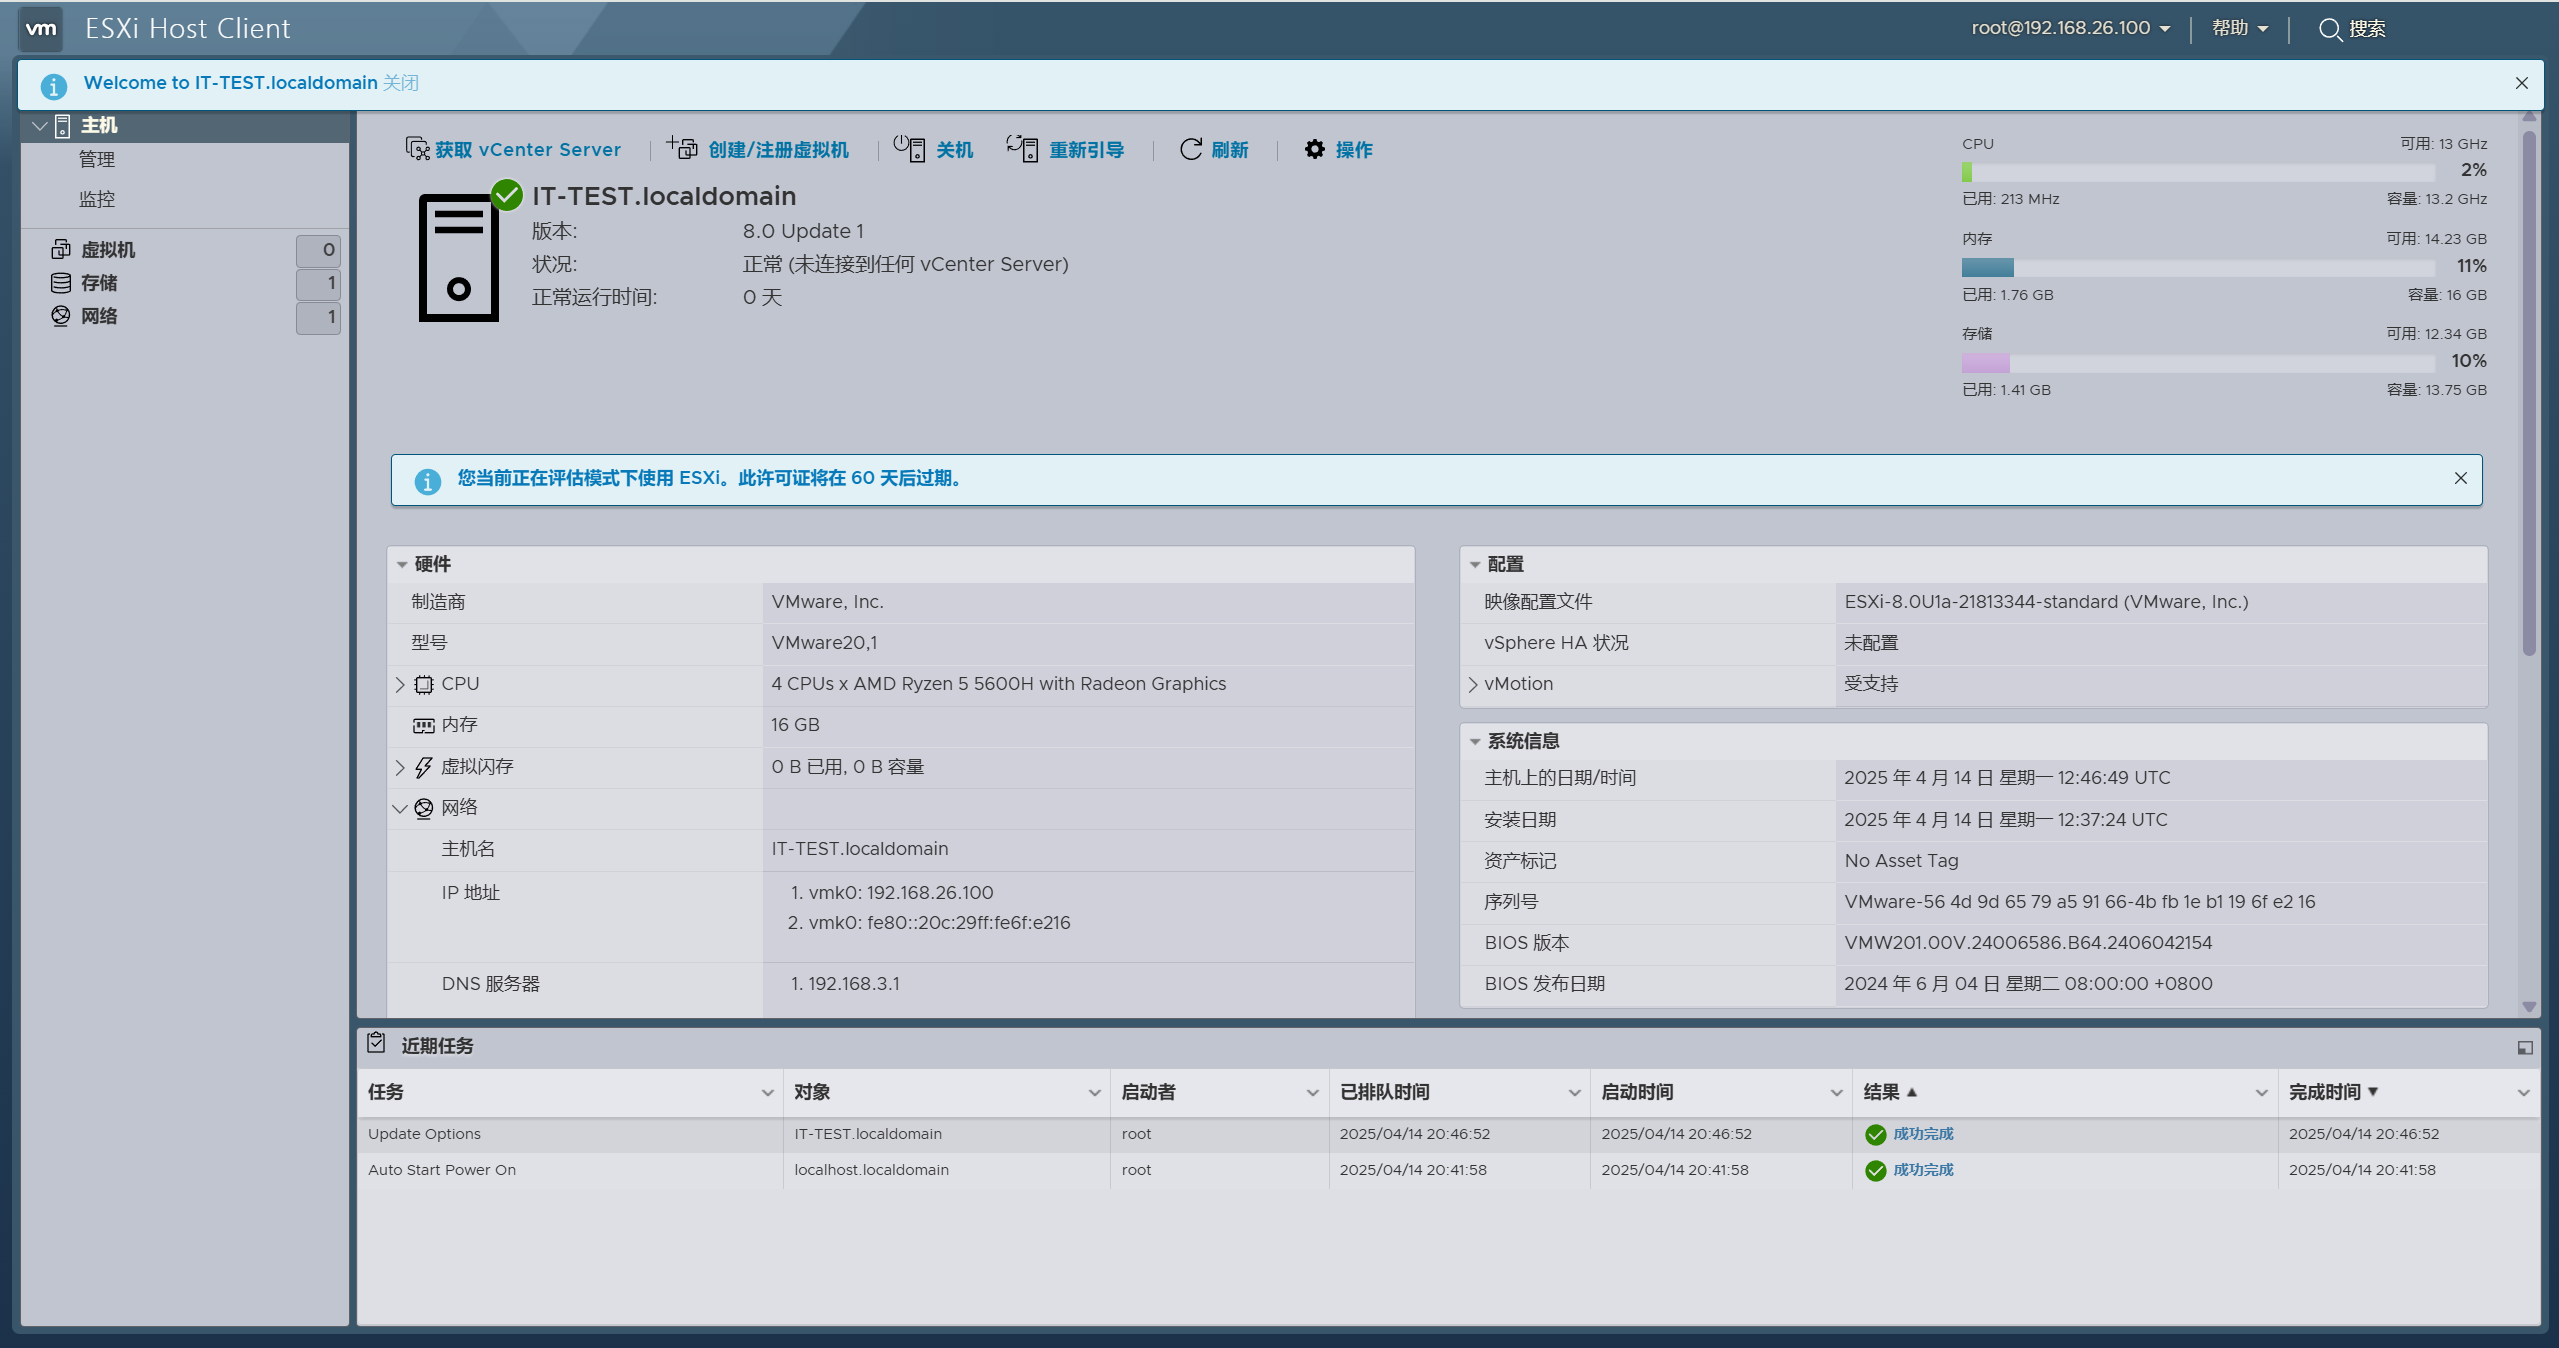 vm ESXi Host Client
root@192.168.26.100 帮助 搜索
Welcome to IT-TEST.localdomain 关闭
主机
管理
监控
虚拟机 0
存储 1
网络 1
获取 vCenter Server 创建/注册虚拟机 关机 重新引导 刷新 操作
IT-TEST.localdomain
版本: 8.0 Update 1
状况: 正常 (未连接到任何 vCenter Server)
正常运行时间: 0 天
CPU 可用: 13 GHz
2%
已用: 213 MHz 容量: 13.2 GHz
内存 可用: 14.23 GB
11%
已用: 1.76 GB 容量: 16 GB
存储 可用: 12.34 GB
10%
已用: 1.41 GB 容量: 13.75 GB
您当前正在评估模式下使用 ESXi。此许可证将在 60 天后过期。
硬件
制造商 VMware, Inc.
型号 VMware20,1
CPU 4 CPUs x AMD Ryzen 5 5600H with Radeon Graphics
内存 16 GB
虚拟闪存 0 B 已用, 0 B 容量
网络
主机名 IT-TEST.localdomain
IP 地址 1. vmk0: 192.168.26.100
2. vmk0: fe80::20c:29ff:fe6f:e216
DNS 服务器 1. 192.168.3.1
配置
映像配置文件 ESXi-8.0U1a-21813344-standard (VMware, Inc.)
vSphere HA 状况 未配置
vMotion 受支持
系统信息
主机上的日期/时间 2025 年 4 月 14 日 星期一 12:46:49 UTC
安装日期 2025 年 4 月 14 日 星期一 12:37:24 UTC
资产标记 No Asset Tag
序列号 VMware-56 4d 9d 65 79 a5 91 66-4b fb 1e b1 19 6f e2 16
BIOS 版本 VMW201.00V.24006586.B64.2406042154
BIOS 发布日期 2024 年 6 月 04 日 星期二 08:00:00 +0800
近期任务
任务 对象 启动者 已排队时间 启动时间 结果 完成时间
Update Options IT-TEST.localdomain root 2025/04/14 20:46:52 2025/04/14 20:46:52 成功完成 2025/04/14 20:46:52
Auto Start Power On localhost.localdomain root 2025/04/14 20:41:58 2025/04/14 20:41:58 成功完成 2025/04/14 20:41:58